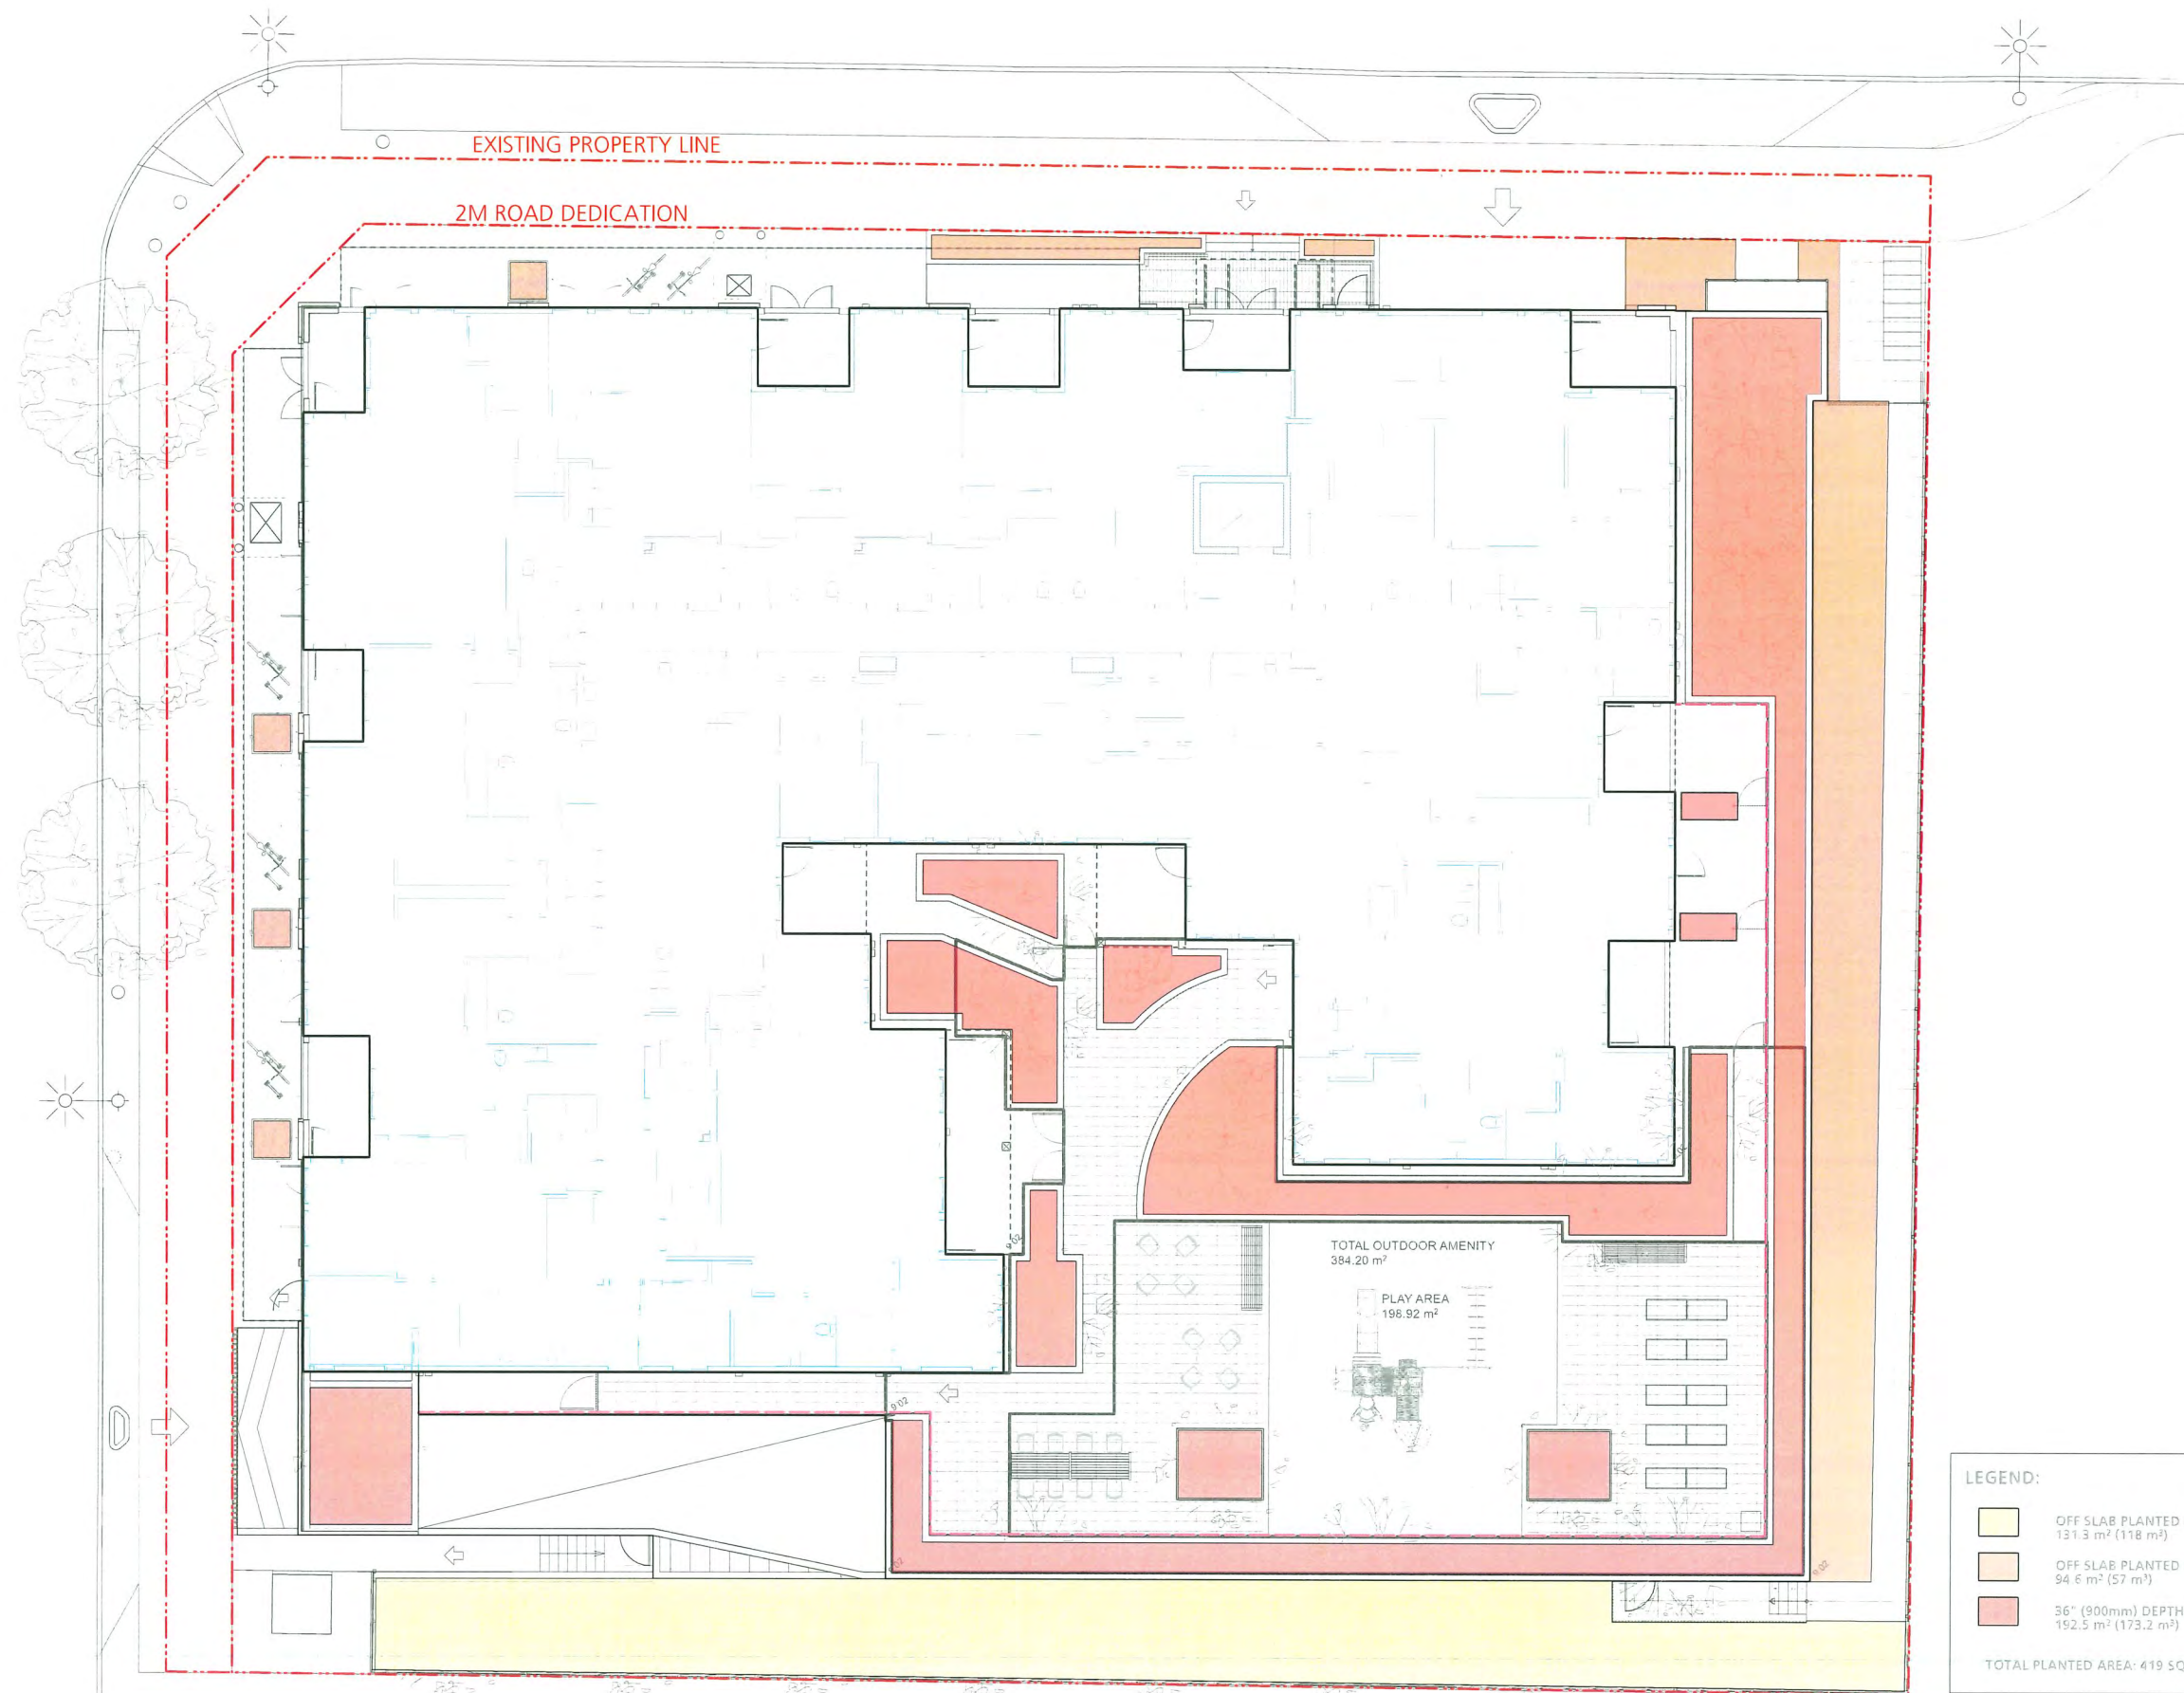 EXISTING PROPERTY LINE
2M ROAD DEDICATION
TOTAL OUTDOOR AMENITY
384.20 m²
PLAY AREA
198.92 m²
9'02
LEGEND:
OFF SLAB PLANTED
131.3 m² (118 m³)
OFF SLAB PLANTED
94.6 m² (57 m³)
36" (900mm) DEPTH
192.5 m² (173.2 m³)
TOTAL PLANTED AREA: 419 SQ